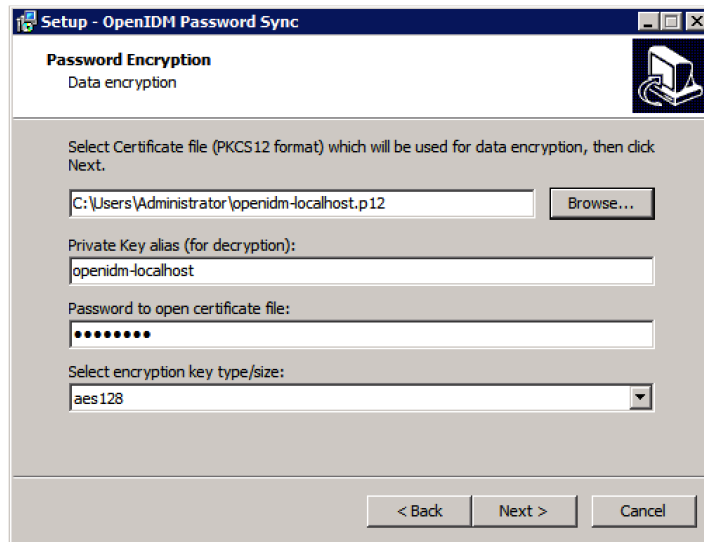 Setup - OpenIDM Password Sync
Password Encryption
Data encryption
Select Certificate file (PKCS12 format) which will be used for data encryption, then click
Next.
C:\Users\Administrator\openidm-localhost.p12
Browse...
Private Key alias (for decryption):
openidm-localhost
Password to open certificate file:
••••••••
Select encryption key type/size:
aes128
< Back
Next >
Cancel